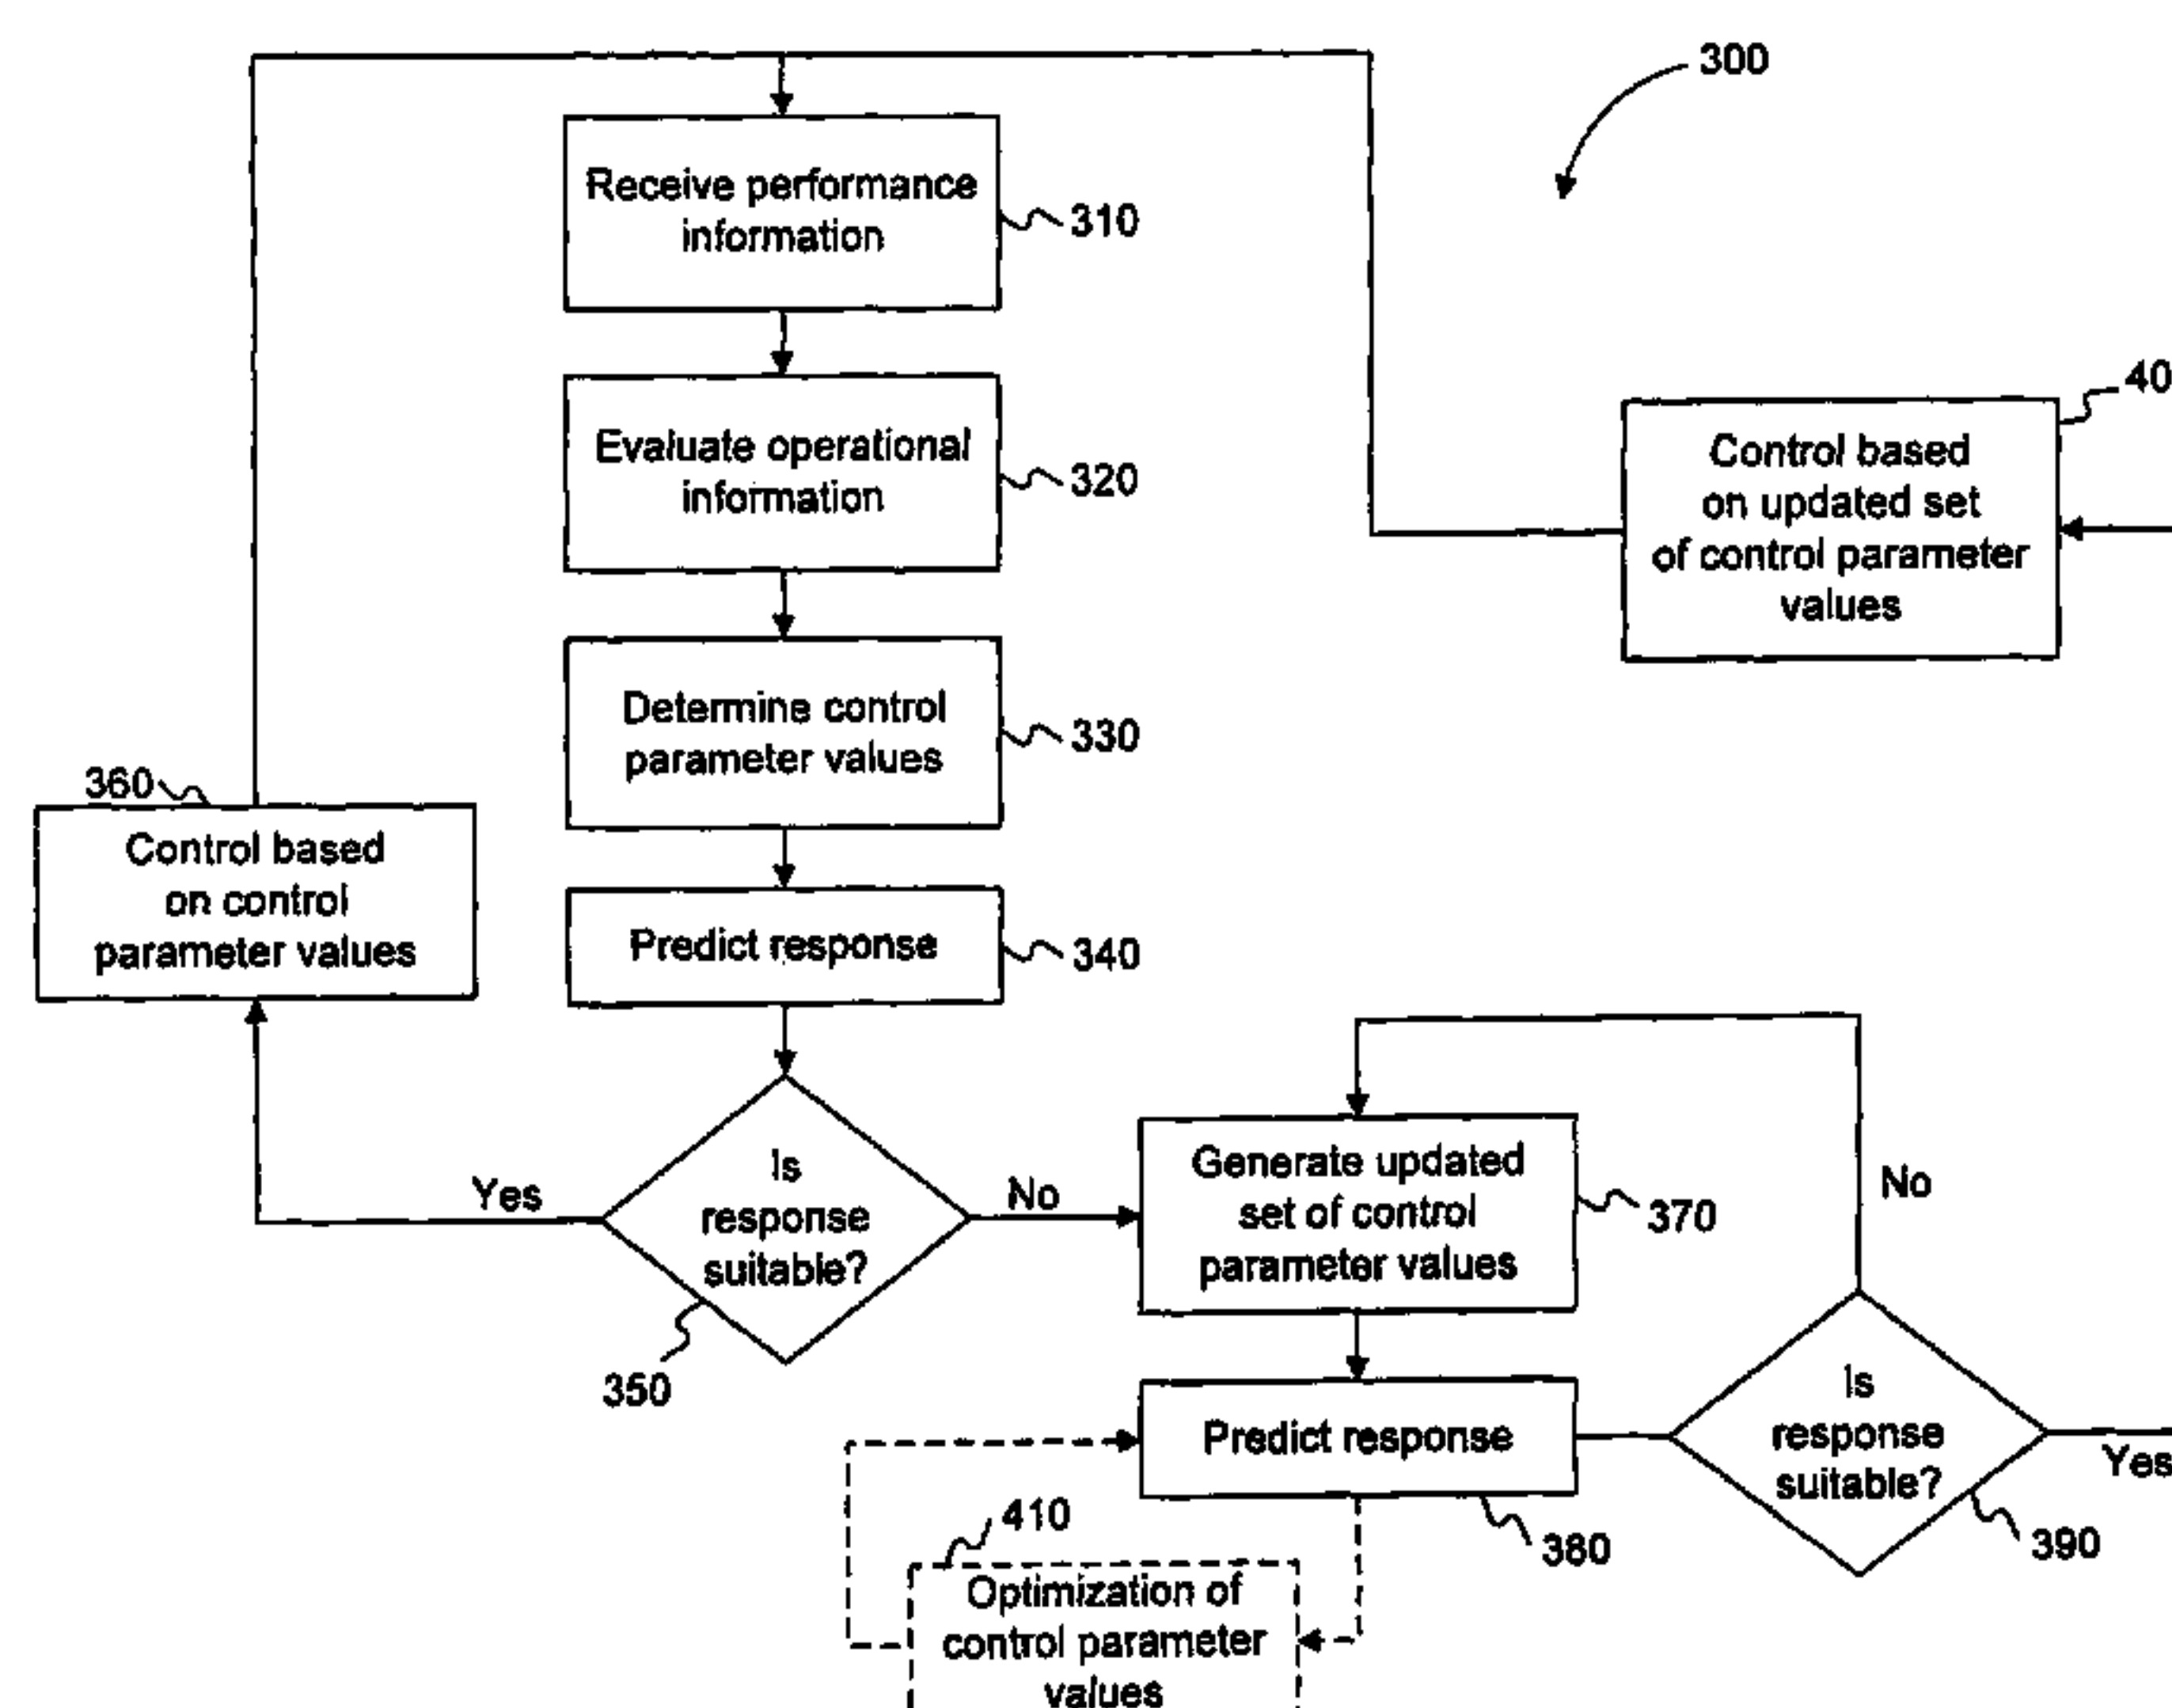 300
Receive performance
information
310
Evaluate operational
information
320
40
Control based
on updated set
of control parameter
values
Determine control
parameter values
330
360
Control based
on control
parameter values
Predict response
340
Is
response
suitable?
Yes
No
350
Generate updated
set of control
parameter values
370
No
Predict response
380
Is
response
suitable?
Yes
390
410
Optimization of
control parameter
values